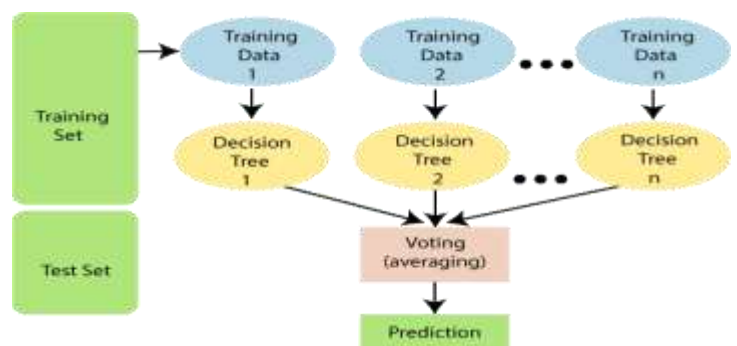 Training
Data
1
Training
Data
2
Training
Data
n
Training
Set
Decision
Tree
1
Decision
Tree
2
Decision
Tree
n
Test Set
Voting
(averaging)
Prediction